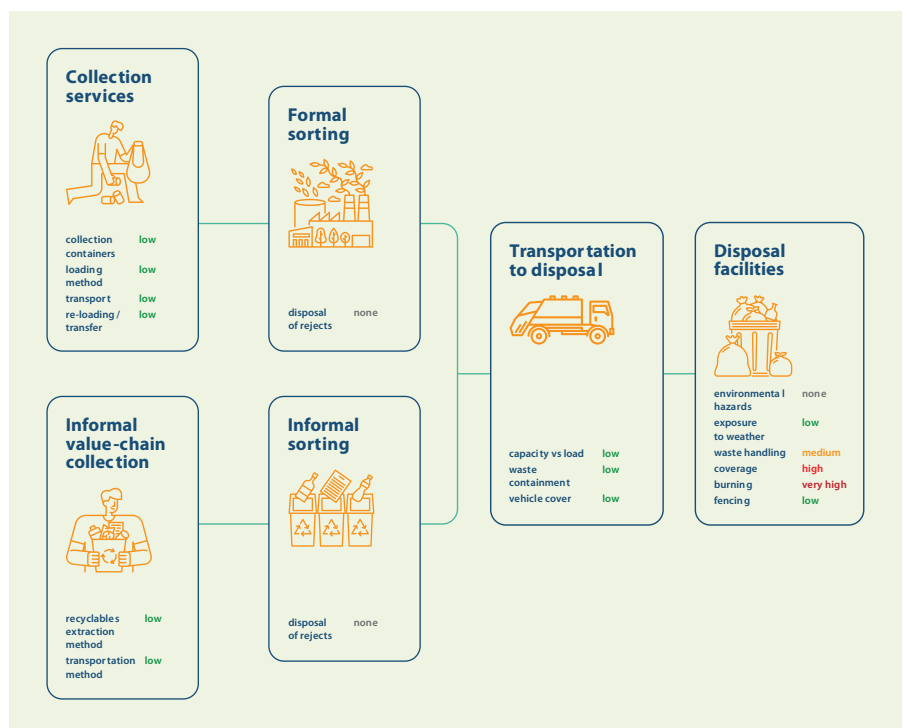 Collection
services
collection low
containers
loading low
method
transport low
re-loading / low
transfer
Formal
sorting
disposal none
of rejects
Informal
value-chain
collection
recyclables low
extraction
method
transportation low
method
Informal
sorting
disposal none
of rejects
Transportation
to disposal
capacity vs load low
waste low
containment
vehicle cover low
Disposal
facilities
environmental none
hazards
exposure low
to weather
waste handling medium
coverage high
burning very high
fencing low